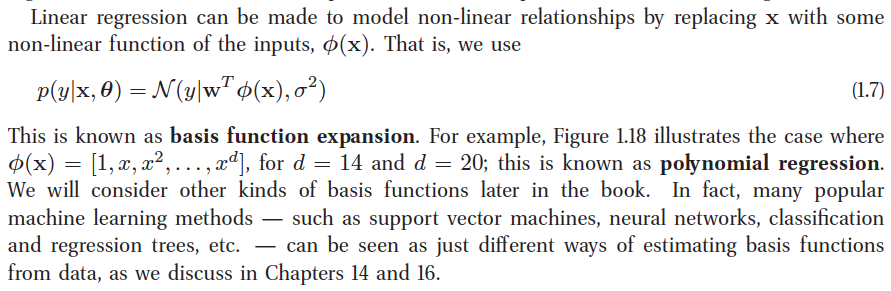 Linear regression can be made to model non-linear relationships by replacing x with some
non-linear function of the inputs, ϕ(x). That is, we use
p(y|x, θ) = N(y|wᵀϕ(x), σ²) (1.7)
This is known as basis function expansion. For example, Figure 1.18 illustrates the case where
ϕ(x) = [1, x, x², . . . , xᵈ], for d = 14 and d = 20; this is known as polynomial regression.
We will consider other kinds of basis functions later in the book. In fact, many popular
machine learning methods — such as support vector machines, neural networks, classification
and regression trees, etc. — can be seen as just different ways of estimating basis functions
from data, as we discuss in Chapters 14 and 16.